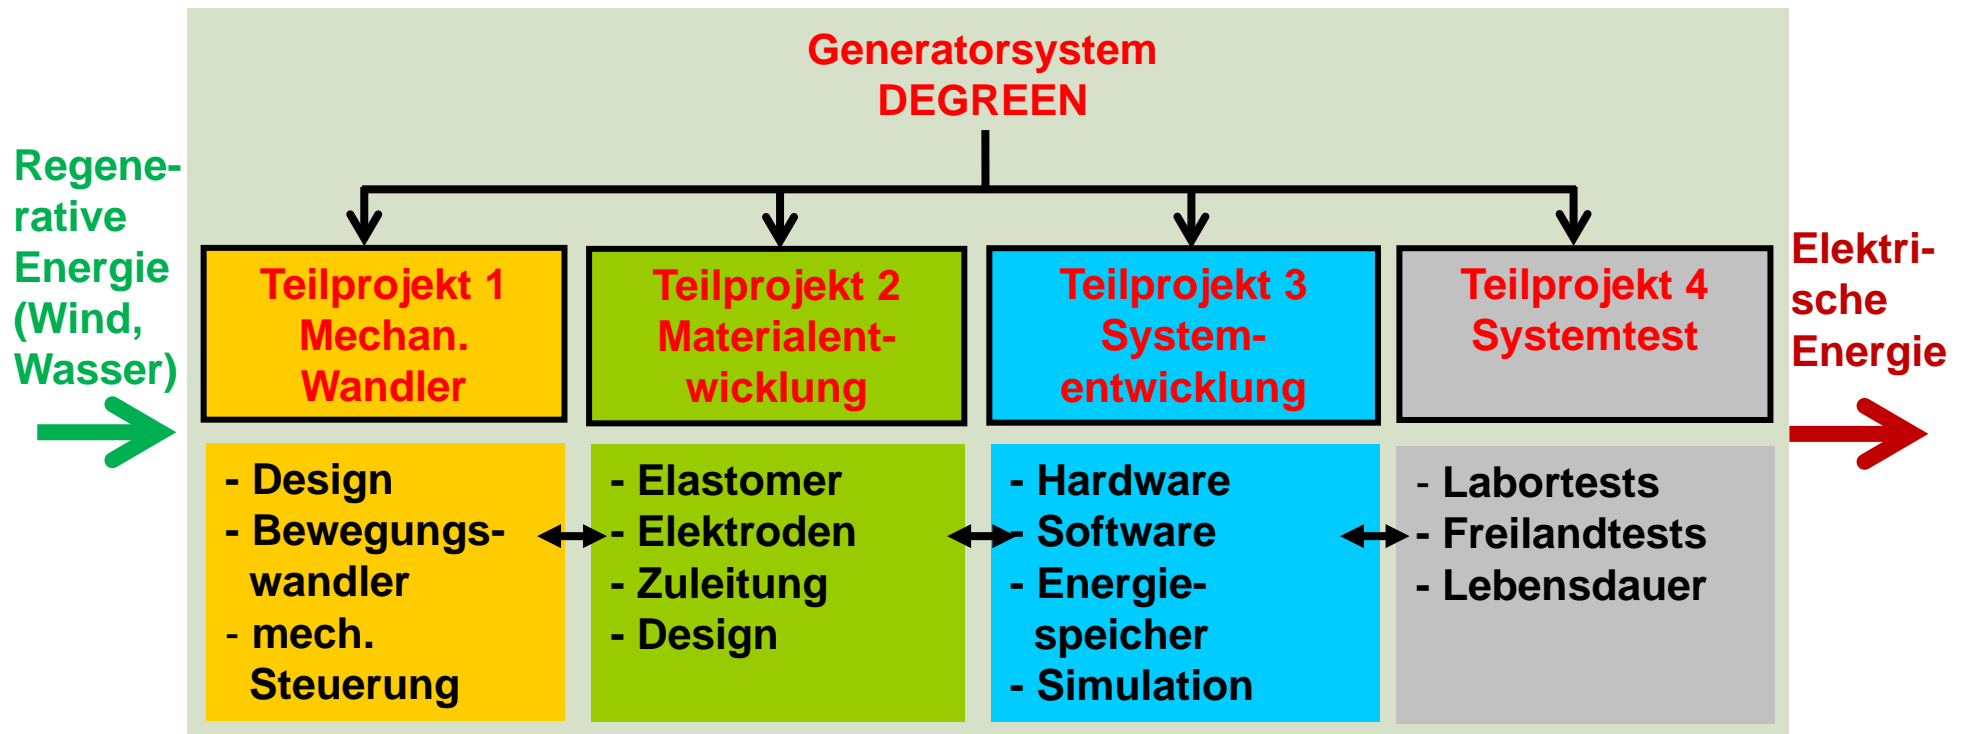 Generatorsystem
DEGREEN
Regene-
rative
Energie
(Wind,
Wasser)
Teilprojekt 1
Mechan.
Wandler
- Design
- Bewegungs-
wandler
- mech.
Steuerung
Teilprojekt 2
Materialent-
wicklung
- Elastomer
- Elektroden
- Zuleitung
- Design
Teilprojekt 3
System-
entwicklung
- Hardware
- Software
- Energie-
speicher
- Simulation
Teilprojekt 4
Systemtest
- Labortests
- Freilandtests
- Lebensdauer
Elektri-
sche
Energie